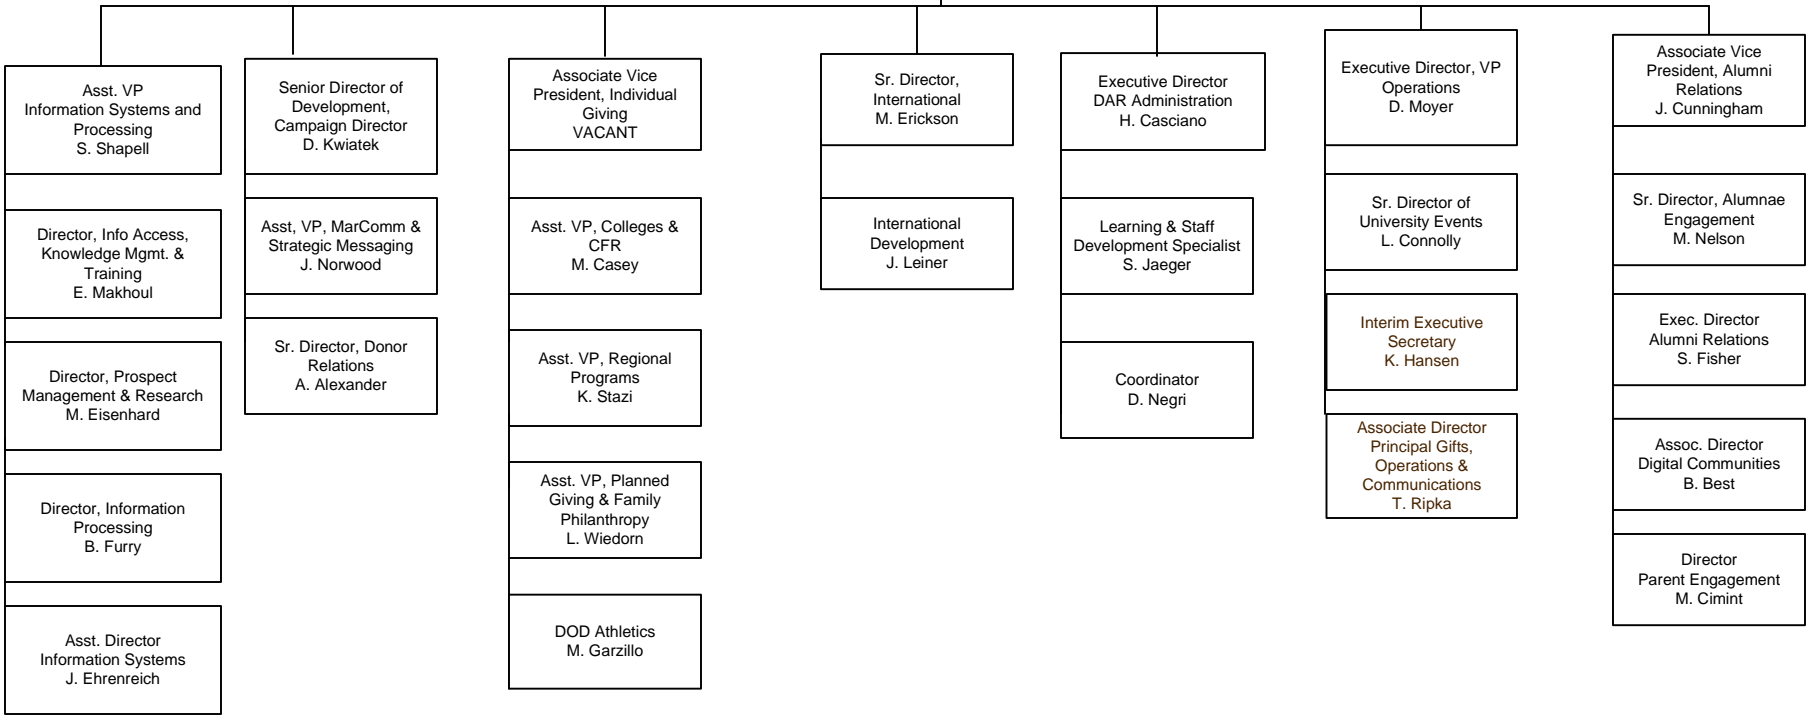 Asst. VP
Information Systems and
Processing
S. Shapell
Director, Info Access,
Knowledge Mgmt. &
Training
E. Makhoul
Director, Prospect
Management & Research
M. Eisenhard
Director, Information
Processing
B. Furry
Asst. Director
Information Systems
J. Ehrenreich
Senior Director of
Development,
Campaign Director
D. Kwiatek
Asst, VP, MarComm &
Strategic Messaging
J. Norwood
Sr. Director, Donor
Relations
A. Alexander
Associate Vice
President, Individual
Giving
VACANT
Asst. VP, Colleges &
CFR
M. Casey
Asst. VP, Regional
Programs
K. Stazi
Asst. VP, Planned
Giving & Family
Philanthropy
L. Wiedorn
DOD Athletics
M. Garzillo
Sr. Director,
International
M. Erickson
International
Development
J. Leiner
Executive Director
DAR Administration
H. Casciano
Learning & Staff
Development Specialist
S. Jaeger
Coordinator
D. Negri
Executive Director, VP
Operations
D. Moyer
Sr. Director of
University Events
L. Connolly
Interim Executive
Secretary
K. Hansen
Associate Director
Principal Gifts,
Operations &
Communications
T. Ripka
Associate Vice
President, Alumni
Relations
J. Cunningham
Sr. Director, Alumnae
Engagement
M. Nelson
Exec. Director
Alumni Relations
S. Fisher
Assoc. Director
Digital Communities
B. Best
Director
Parent Engagement
M. Cimint